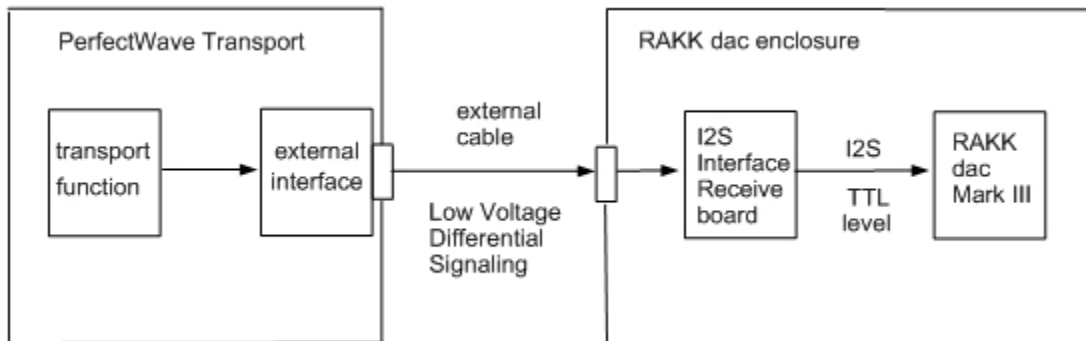 PerfectWave Transport
RAKK dac enclosure
transport
function
external
interface
external
cable
Low Voltage
Differential
Signaling
I2S
Interface
Receive
board
I2S
TTL
level
RAKK
dac
Mark III